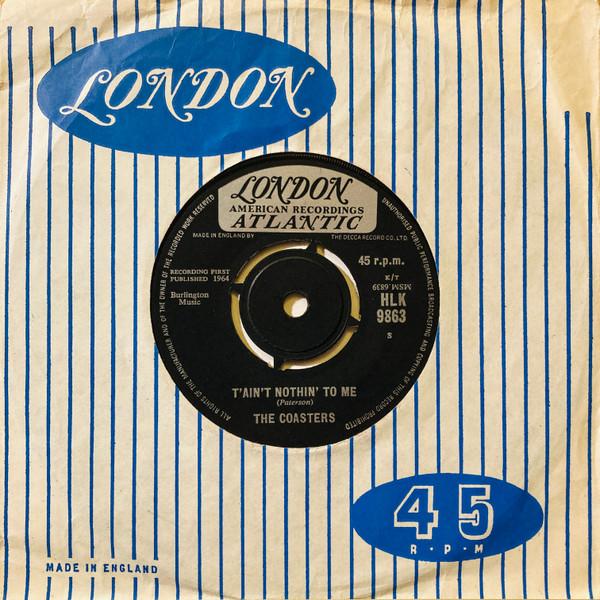 LONDON
LONDON
AMERICAN RECORDINGS
ATLANTIC
MADE IN ENGLAND BY THE DECCA RECORD CO. LTD.
ALL RIGHTS OF THE MANUFACTURER AND OF THE OWNER OF THE RECORDED WORK RESERVED
UNAUTHORISED PUBLIC PERFORMANCE BROADCASTING AND COPYING OF THIS RECORD PROHIBITED
45 r.p.m.
RECORDING FIRST
PUBLISHED 1964
K/T
MSM.6839
Burlington
Music
HLK
9863
S
T'AIN'T NOTHIN' TO ME
(Paterson)
THE COASTERS
45
R·P·M
MADE IN ENGLAND